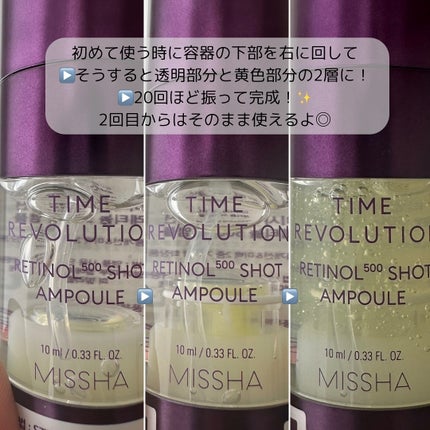 初めて使う時に容器の下部を右に回して
▶️そうすると透明部分と黄色部分の2層に！
▶️20回ほど振って完成！✨
2回目からはそのまま使えるよ◎
TIME
REVOLUTIO
RETINOL⁵⁰⁰ SHO
AMPOULE
10 ml / 0.33 FL. OZ.
MISSHA
TIME
REVOLUTION
RETINOL⁵⁰⁰ SHOT
AMPOULE
10 ml / 0.33 FL. OZ.
MISSHA
TIME
REVOLUTIO
RETINOL⁵⁰⁰ SHOT
AMPOULE
10 ml / 0.33 FL. OZ.
MISSHA